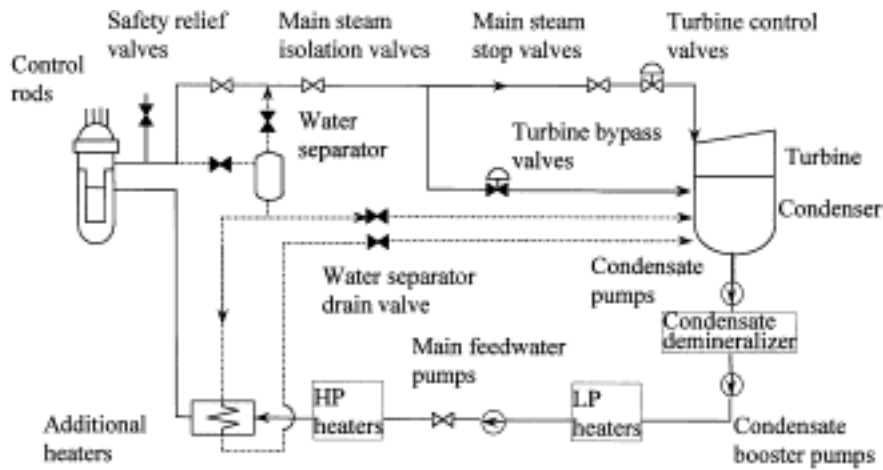 Safety relief
valves
Main steam
isolation valves
Main steam
stop valves
Turbine control
valves
Control
rods
Water
separator
Turbine bypass
valves
Turbine
Condenser
Water separator
drain valve
Condensate
pumps
Condensate
demineralizer
Main feedwater
pumps
HP
heaters
LP
heaters
Additional
heaters
Condensate
booster pumps